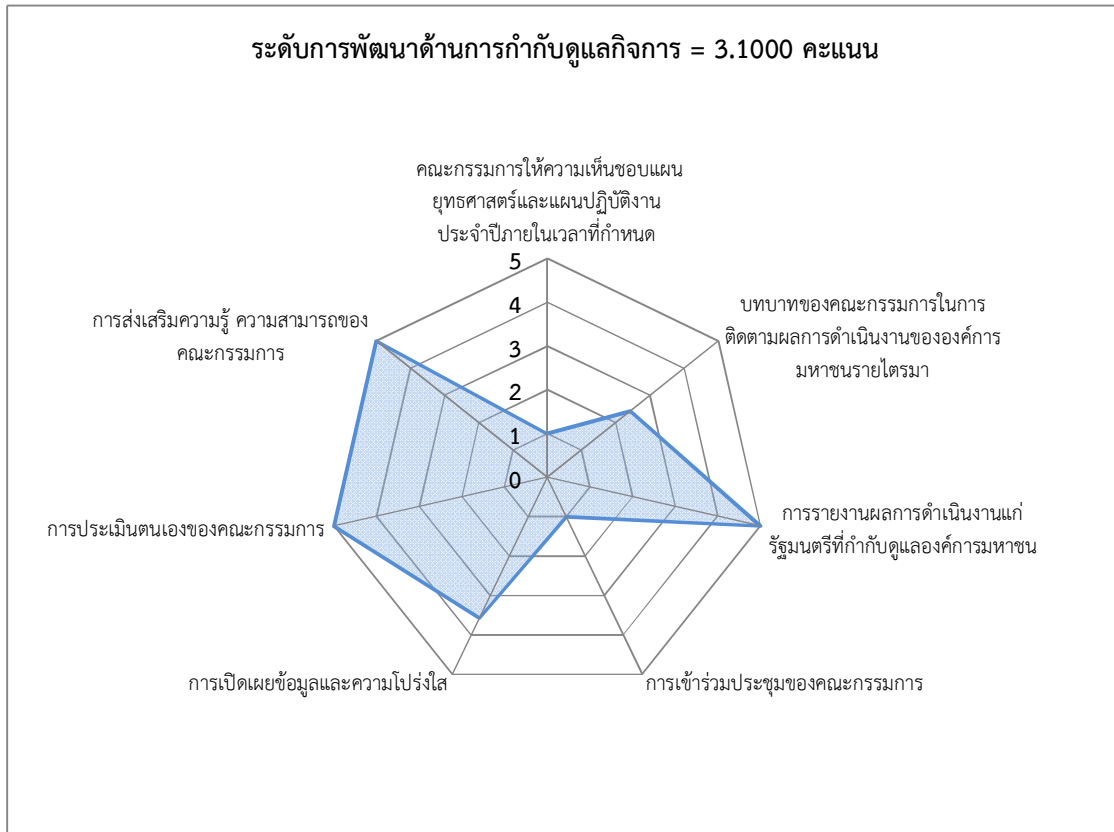 ระดับการพัฒนาด้านการกำกับดูแลกิจการ = 3.1000 คะแนน
คณะกรรมการให้ความเห็นชอบแผน
ยุทธศาสตร์และแผนปฏิบัติงาน
ประจำปีภายในเวลาที่กำหนด
บทบาทของคณะกรรมการในการ
ติดตามผลการดำเนินงานขององค์การ
มหาชนรายไตรมา
การรายงานผลการดำเนินงานแก่
รัฐมนตรีที่กำกับดูแลองค์การมหาชน
การเข้าร่วมประชุมของคณะกรรมการ
การเปิดเผยข้อมูลและความโปร่งใส
การประเมินตนเองของคณะกรรมการ
การส่งเสริมความรู้ ความสามารถของ
คณะกรรมการ
5
4
3
2
1
0